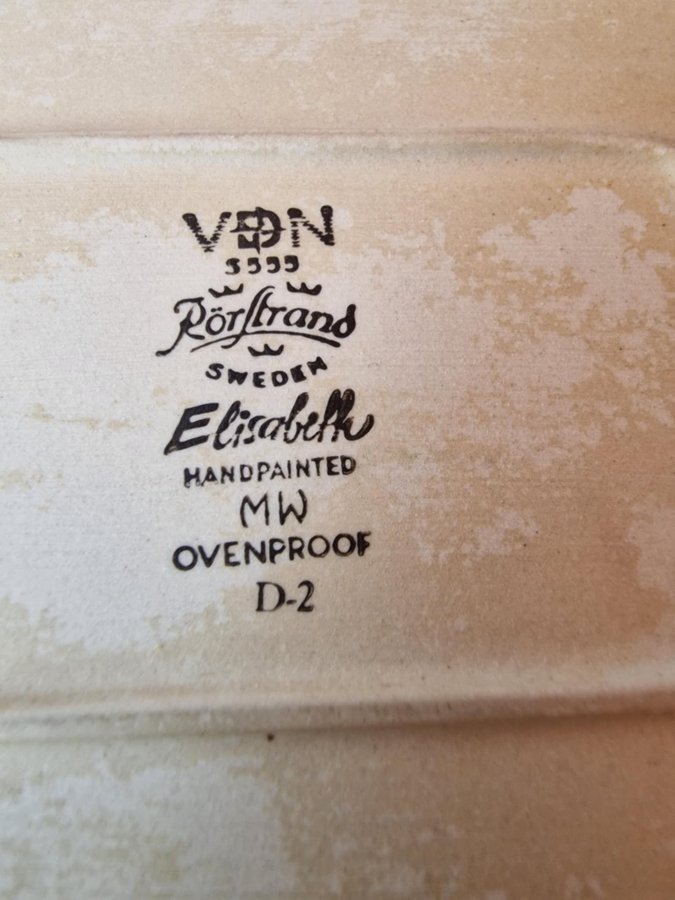 VDN
Rörstrand
SWEDEN
Elisabeth
HANDPAINTED
MW
OVENPROOF
D-2